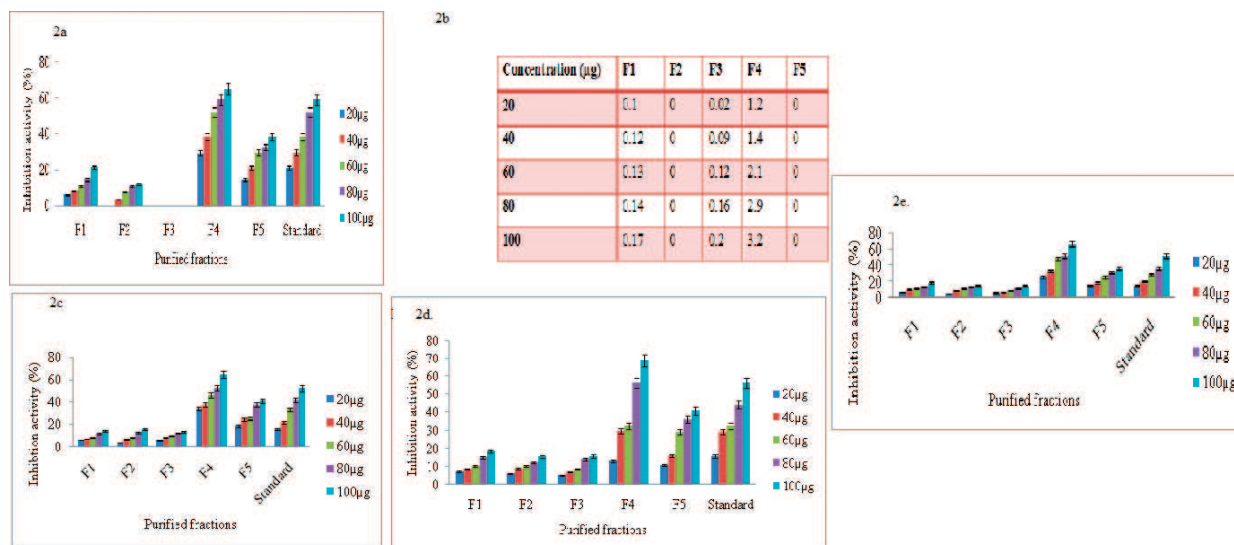 2a
80
60
40
20
0
Inhibition activity (%)
F1 F2 F3 F4 F5 Standard
Purified fractions
20µg
40µg
60µg
80µg
100µg
2b
Concentration (µg) F1 F2 F3 F4 F5
20 0.1 0 0.02 1.2 0
40 0.12 0 0.09 1.4 0
60 0.13 0 0.12 2.1 0
80 0.14 0 0.16 2.9 0
100 0.17 0 0.2 3.2 0
2c
80
60
40
20
0
Inhibtion activity (%)
F1 F2 F3 F4 F5 Standard
Purified fractions
20µg
40µg
60µg
80µg
100µg
2d.
80
70
60
50
40
30
20
10
0
Inhibition activity (%)
F1 F2 F3 F4 F5 Standard
Purified fractions
20µg
40µg
60µg
80µg
100µg
2e.
80
60
40
20
0
Inhibition activity (%)
F1 F2 F3 F4 F5 Standard
Purified fractions
20µg
40µg
60µg
80µg
100µg